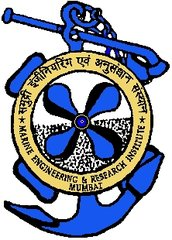 समुद्री इंजीनियरिंग एवं अनुसंधान संस्थान
MARINE ENGINEERING & RESEARCH INSTITUTE
MUMBAI